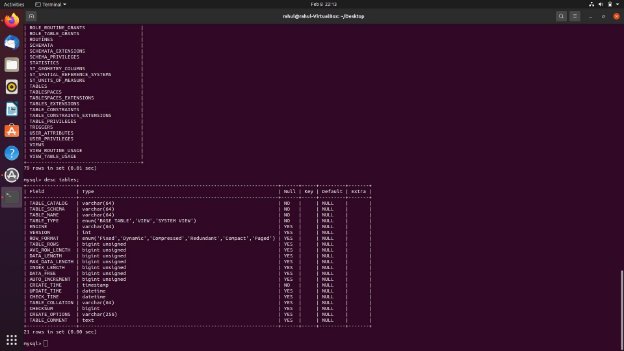 Activities Terminal Feb 8 22:13
rahul@rahul-VirtualBox: ~/Desktop
| ROLE_ROUTINE_GRANTS |
| ROLE_TABLE_GRANTS |
| ROUTINES |
| SCHEMATA |
| SCHEMATA_EXTENSIONS |
| SCHEMA_PRIVILEGES |
| STATISTICS |
| ST_GEOMETRY_COLUMNS |
| ST_SPATIAL_REFERENCE_SYSTEMS |
| ST_UNITS_OF_MEASURE |
| TABLES |
| TABLESPACES |
| TABLESPACES_EXTENSIONS |
| TABLES_EXTENSIONS |
| TABLE_CONSTRAINTS |
| TABLE_CONSTRAINTS_EXTENSIONS |
| TABLE_PRIVILEGES |
| TRIGGERS |
| USER_ATTRIBUTES |
| USER_PRIVILEGES |
| VIEWS |
| VIEW_ROUTINE_USAGE |
| VIEW_TABLE_USAGE |
79 rows in set (0.01 sec)
mysql> desc tables;
| Field | Type | Null | Key | Default | Extra |
| TABLE_CATALOG | varchar(64) | NO | | NULL | |
| TABLE_SCHEMA | varchar(64) | NO | | NULL | |
| TABLE_NAME | varchar(64) | NO | | NULL | |
| TABLE_TYPE | enum('BASE TABLE','VIEW','SYSTEM VIEW') | NO | | NULL | |
| ENGINE | varchar(64) | YES | | NULL | |
| VERSION | int | YES | | NULL | |
| ROW_FORMAT | enum('Fixed','Dynamic','Compressed','Redundant','Compact','Paged') | YES | | NULL | |
| TABLE_ROWS | bigint unsigned | YES | | NULL | |
| AVG_ROW_LENGTH | bigint unsigned | YES | | NULL | |
| DATA_LENGTH | bigint unsigned | YES | | NULL | |
| MAX_DATA_LENGTH | bigint unsigned | YES | | NULL | |
| INDEX_LENGTH | bigint unsigned | YES | | NULL | |
| DATA_FREE | bigint unsigned | YES | | NULL | |
| AUTO_INCREMENT | bigint unsigned | YES | | NULL | |
| CREATE_TIME | timestamp | NO | | NULL | |
| UPDATE_TIME | datetime | YES | | NULL | |
| CHECK_TIME | datetime | YES | | NULL | |
| TABLE_COLLATION | varchar(64) | YES | | NULL | |
| CHECKSUM | bigint | YES | | NULL | |
| CREATE_OPTIONS | varchar(256) | YES | | NULL | |
| TABLE_COMMENT | text | YES | | NULL | |
21 rows in set (0.00 sec)
mysql>